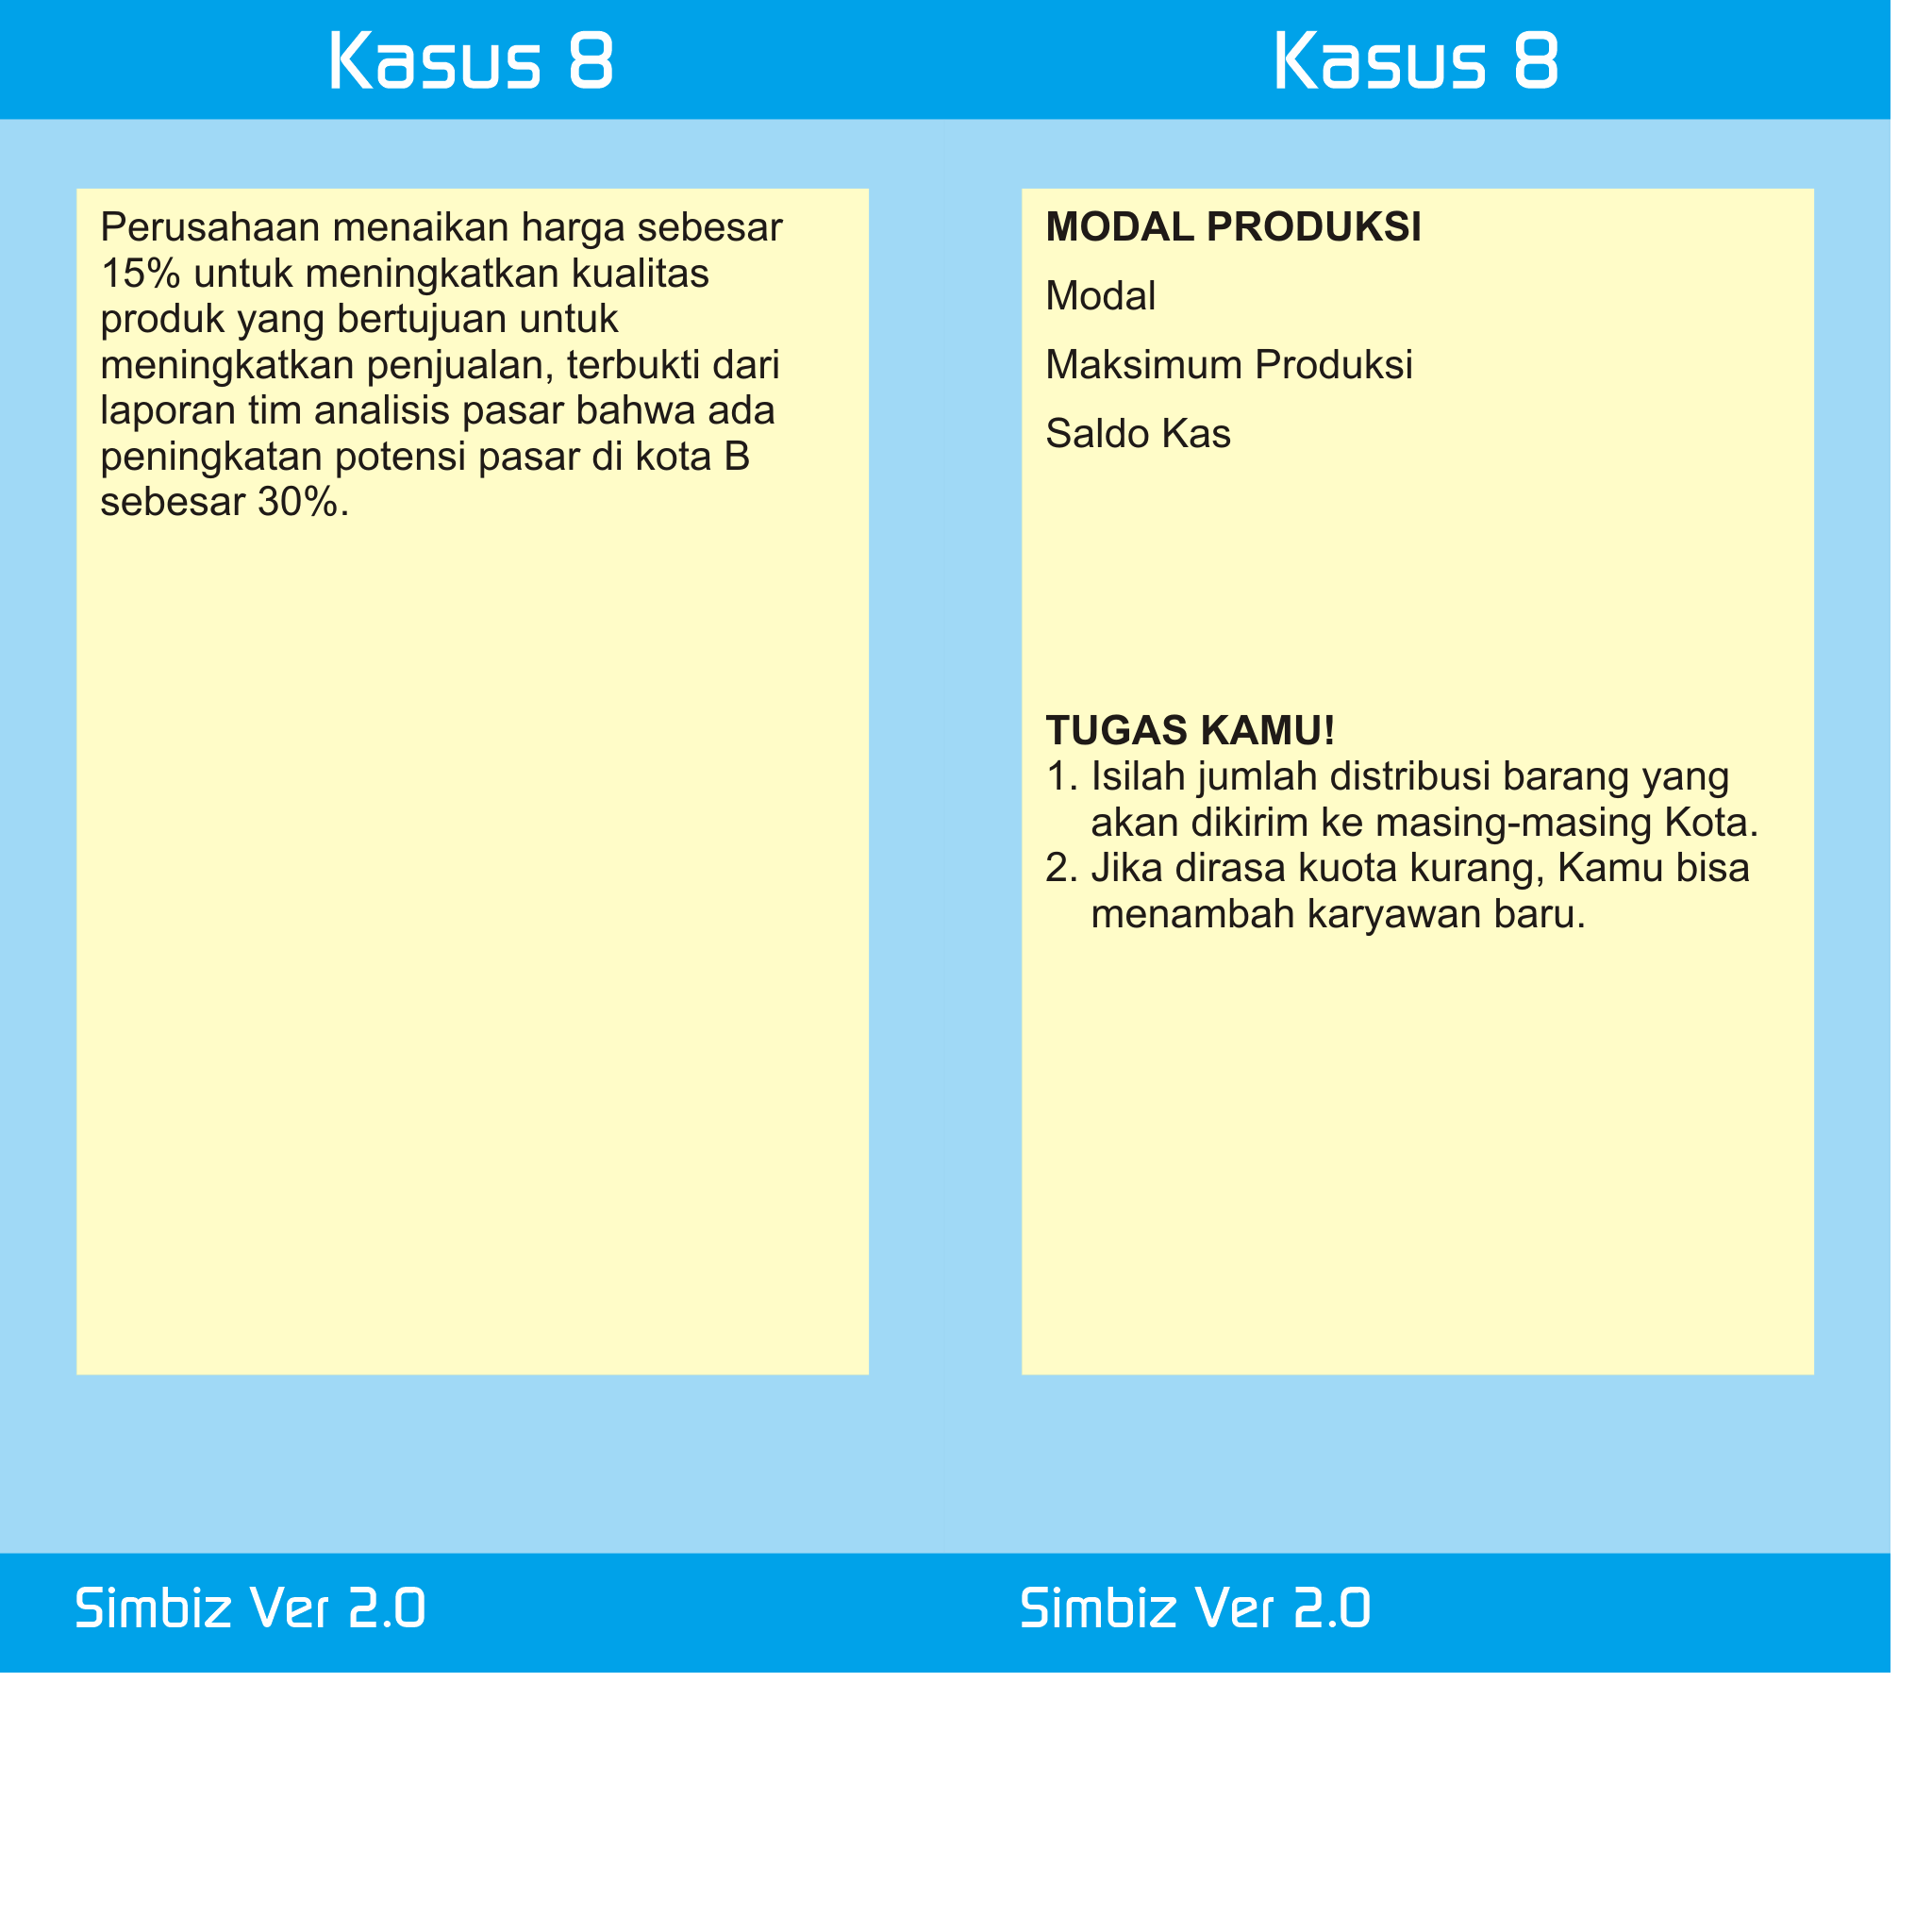 Kasus 8
Perusahaan menaikan harga sebesar
15% untuk meningkatkan kualitas
produk yang bertujuan untuk
meningkatkan penjualan, terbukti dari
laporan tim analisis pasar bahwa ada
peningkatan potensi pasar di kota B
sebesar 30%.
Simbiz Ver 2.0
Kasus 8
MODAL PRODUKSI
Modal
Maksimum Produksi
Saldo Kas
TUGAS KAMU!
1. Isilah jumlah distribusi barang yang
akan dikirim ke masing-masing Kota.
2. Jika dirasa kuota kurang, Kamu bisa
menambah karyawan baru.
Simbiz Ver 2.0